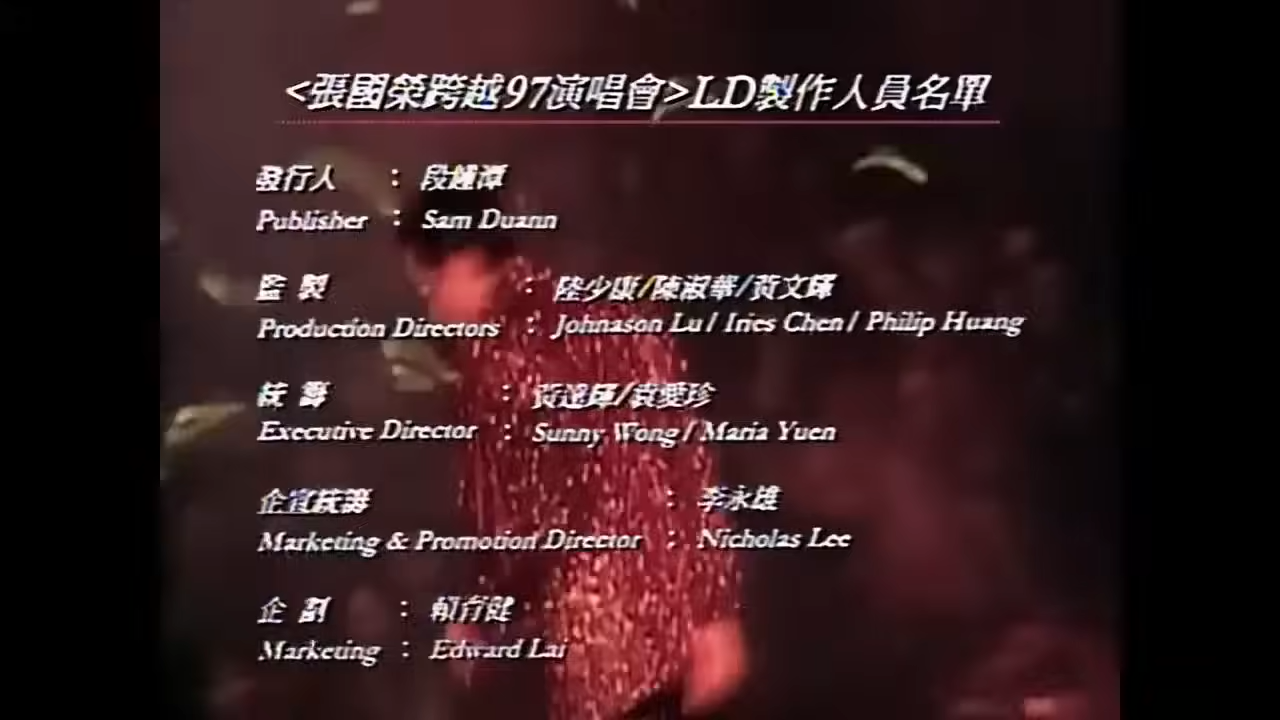 <張國榮跨越97演唱會>LD製作人員名單
發行人 : 段鍾潭
Publisher : Sam Duann
監 製 : 陸少康/陳淑華/黃文輝
Production Directors : Johnason Lu / Iries Chen / Philip Huang
統 籌 : 黃達輝/袁愛珍
Executive Director : Sunny Wong / Maria Yuen
企宣統籌 : 李永雄
Marketing & Promotion Director : Nicholas Lee
企 劃 : 賴育健
Marketing : Edward Lai